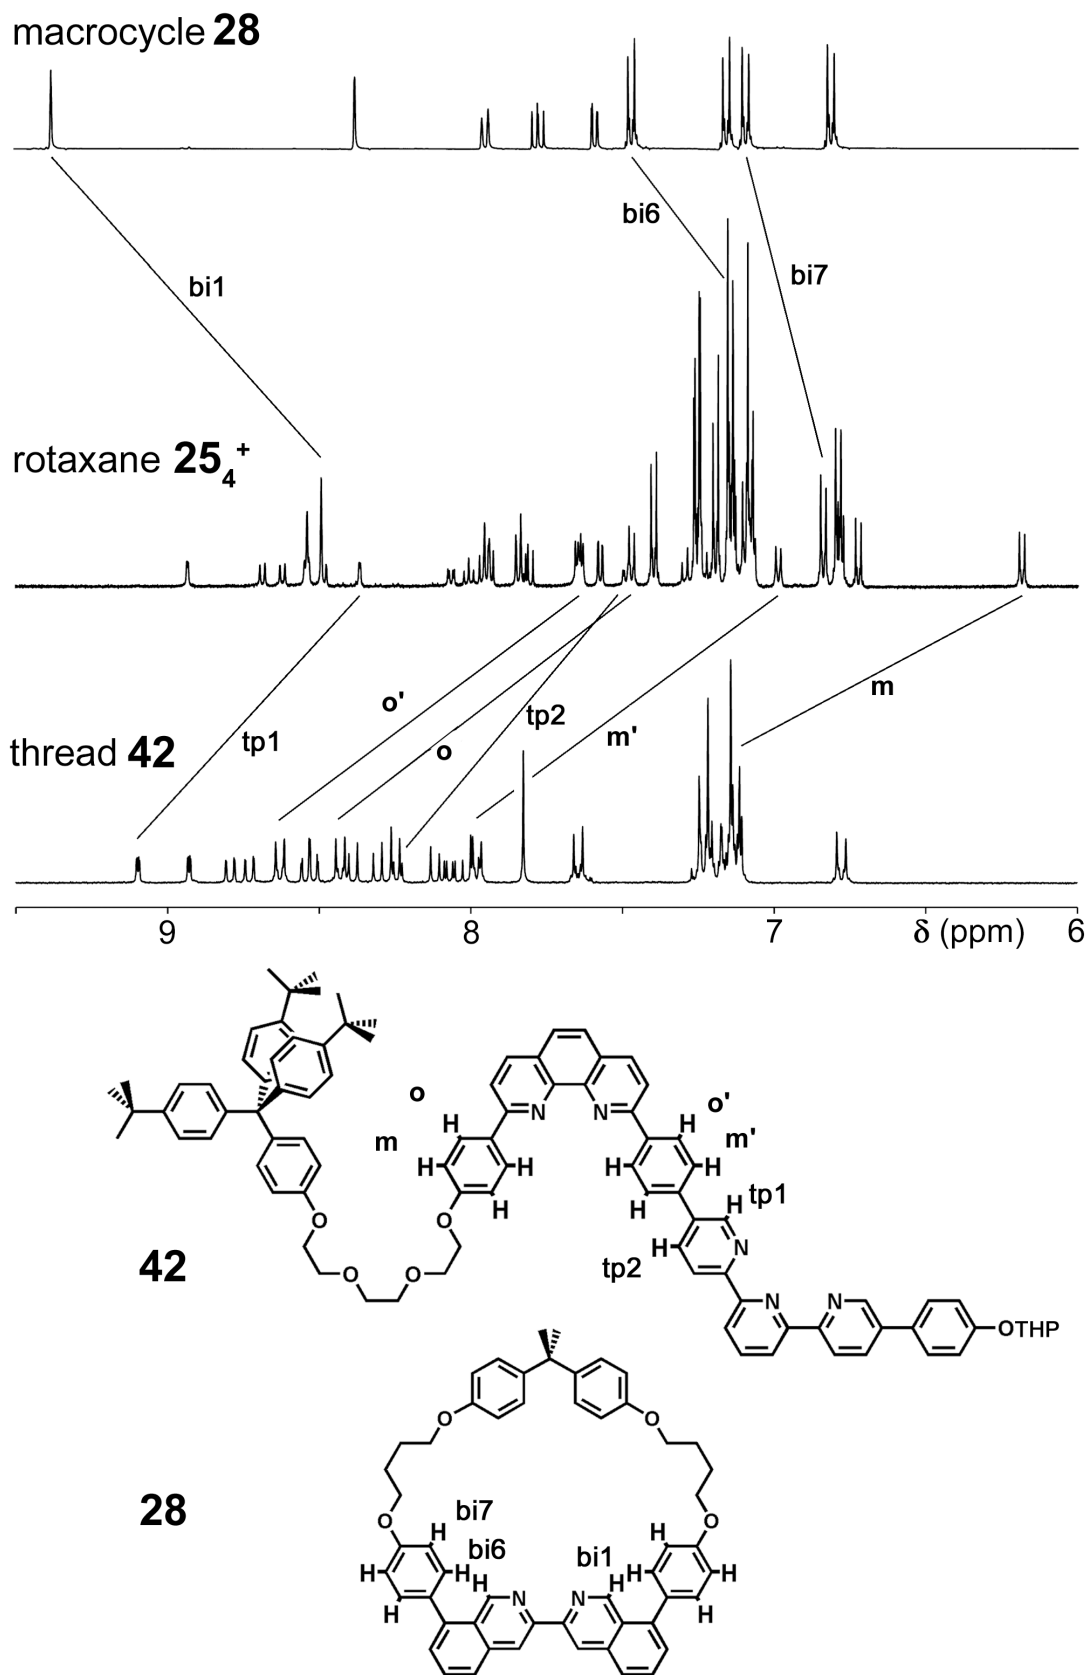 macrocycle 28
bi6
bi7
bi1
rotaxane 25₄⁺
m
o'
tp2
m'
o
tp1
thread 42
9
8
7
δ (ppm)
6
o
H
m
H
H
H
O
O
O
O
N
N
o'
H
m'
H
H
H
tp1
H
N
H
tp2
N
N
OTHP
42
O
O
28
O
O
bi7
H
bi6
H
H
H
H
N
bi1
N
H
H
H
H
H